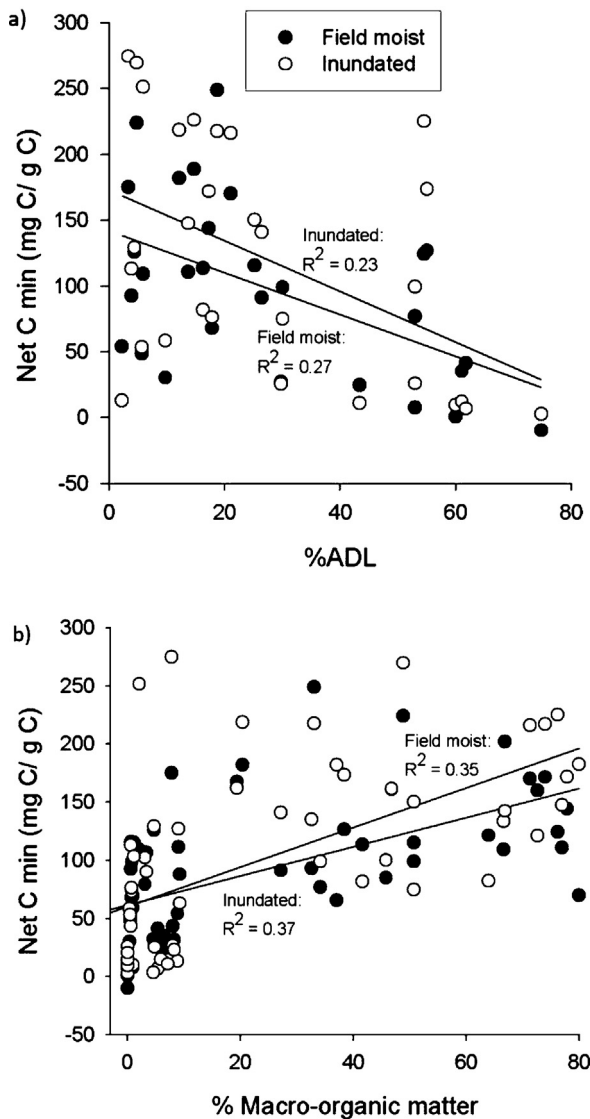 a)
300
250
200
150
100
50
0
-50
Net C min (mg C/ g C)
Field moist
Inundated
Inundated:
R² = 0.23
Field moist:
R² = 0.27
0 20 40 60 80
%ADL
b)
300
250
200
150
100
50
0
-50
Net C min (mg C/ g C)
Field moist:
R² = 0.35
Inundated:
R² = 0.37
0 20 40 60 80
% Macro-organic matter